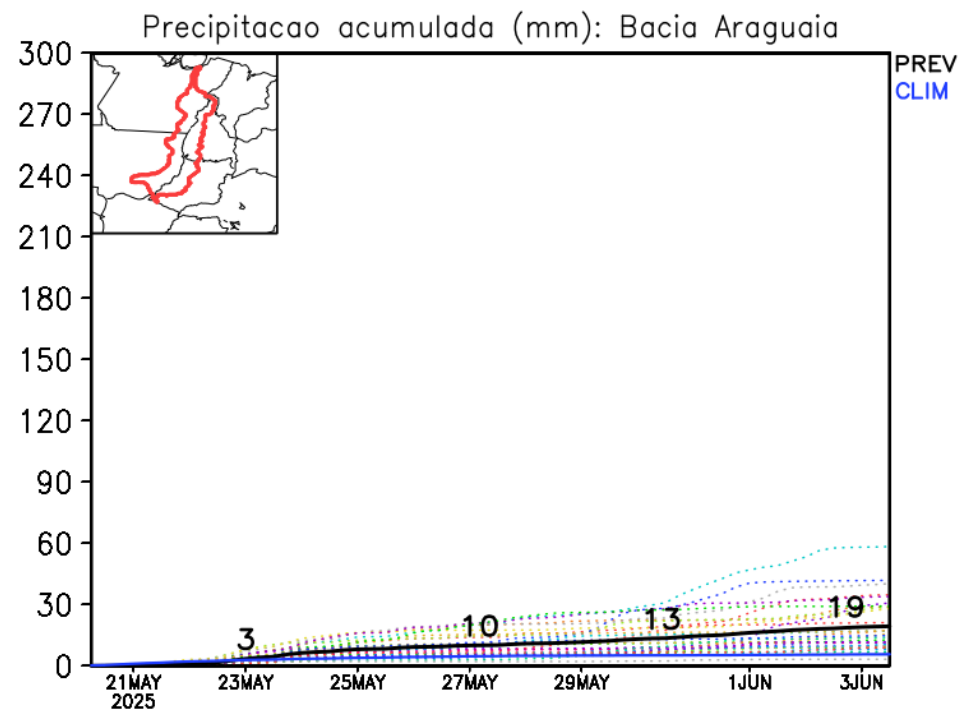 Precipitacao acumulada (mm): Bacia Araguaia
PREV
CLIM
300
270
240
210
180
150
120
90
60
30
0
3
10
13
19
21MAY
2025
23MAY
25MAY
27MAY
29MAY
1JUN
3JUN